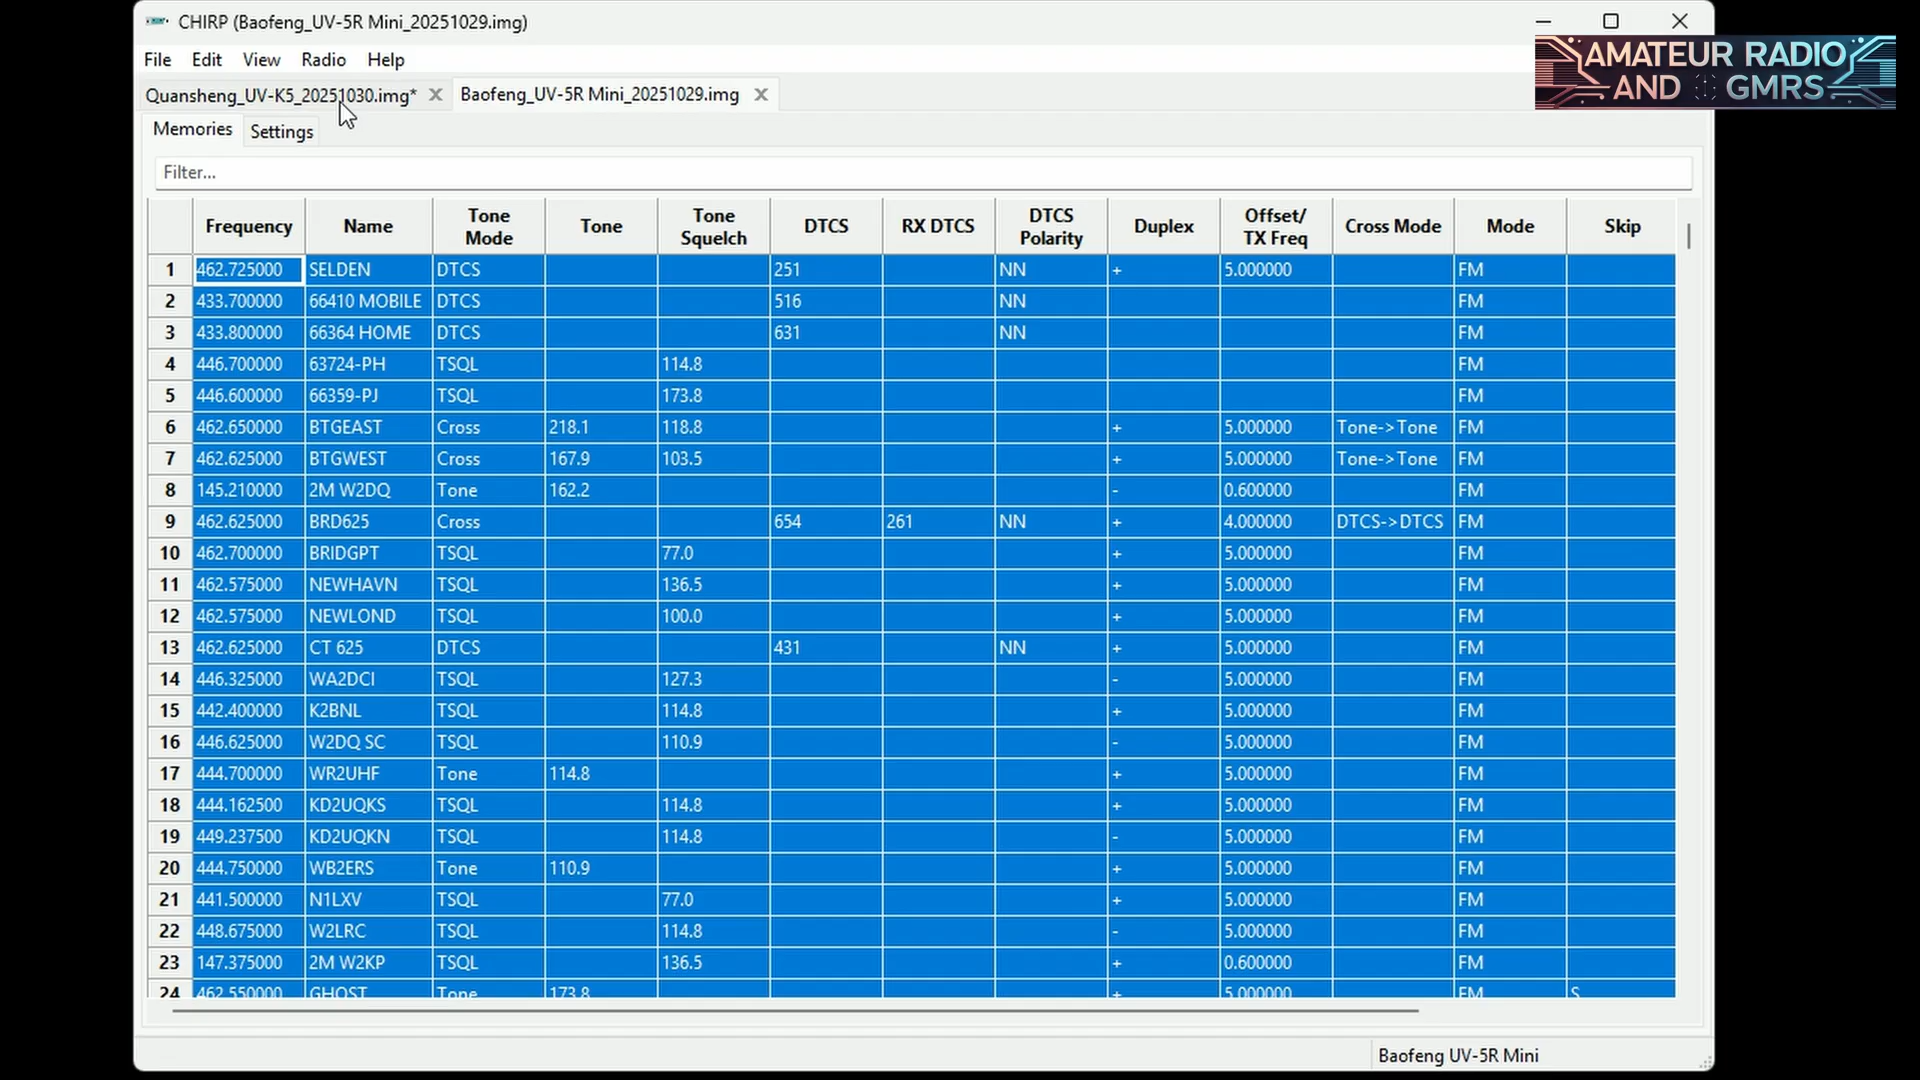 CHIRP (Baofeng_UV-5R Mini_20251029.img)
AMATEUR RADIO
AND GMRS
File Edit View Radio Help
Quansheng_UV-K5_20251030.img* Baofeng_UV-5R Mini_20251029.img
Memories Settings
Filter...
Frequency Name Tone Mode Tone Tone Squelch DTCS RX DTCS DTCS Polarity Duplex Offset/ TX Freq Cross Mode Mode Skip
1 462.725000 SELDEN DTCS 251 NN + 5.000000 FM
2 433.700000 66410 MOBILE DTCS 516 NN FM
3 433.800000 66364 HOME DTCS 631 NN FM
4 446.700000 63724-PH TSQL 114.8 FM
5 446.600000 66359-PJ TSQL 173.8 FM
6 462.650000 BTGEAST Cross 218.1 118.8 + 5.000000 Tone->Tone FM
7 462.625000 BTGWEST Cross 167.9 103.5 + 5.000000 Tone->Tone FM
8 145.210000 2M W2DQ Tone 162.2 - 0.600000 FM
9 462.625000 BRD625 Cross 654 261 NN + 4.000000 DTCS->DTCS FM
10 462.700000 BRIDGPT TSQL 77.0 + 5.000000 FM
11 462.575000 NEWHAVN TSQL 136.5 + 5.000000 FM
12 462.575000 NEWLOND TSQL 100.0 + 5.000000 FM
13 462.625000 CT 625 DTCS 431 NN + 5.000000 FM
14 446.325000 WA2DCI TSQL 127.3 - 5.000000 FM
15 442.400000 K2BNL TSQL 114.8 + 5.000000 FM
16 446.625000 W2DQ SC TSQL 110.9 - 5.000000 FM
17 444.700000 WR2UHF Tone 114.8 + 5.000000 FM
18 444.162500 KD2UQKS TSQL 114.8 + 5.000000 FM
19 449.237500 KD2UQKN TSQL 114.8 - 5.000000 FM
20 444.750000 WB2ERS Tone 110.9 + 5.000000 FM
21 441.500000 N1LXV TSQL 77.0 + 5.000000 FM
22 448.675000 W2LRC TSQL 114.8 - 5.000000 FM
23 147.375000 2M W2KP TSQL 136.5 + 0.600000 FM
24 462.550000 GHOST Tone 173.8 + 5.000000 FM S
Baofeng UV-5R Mini